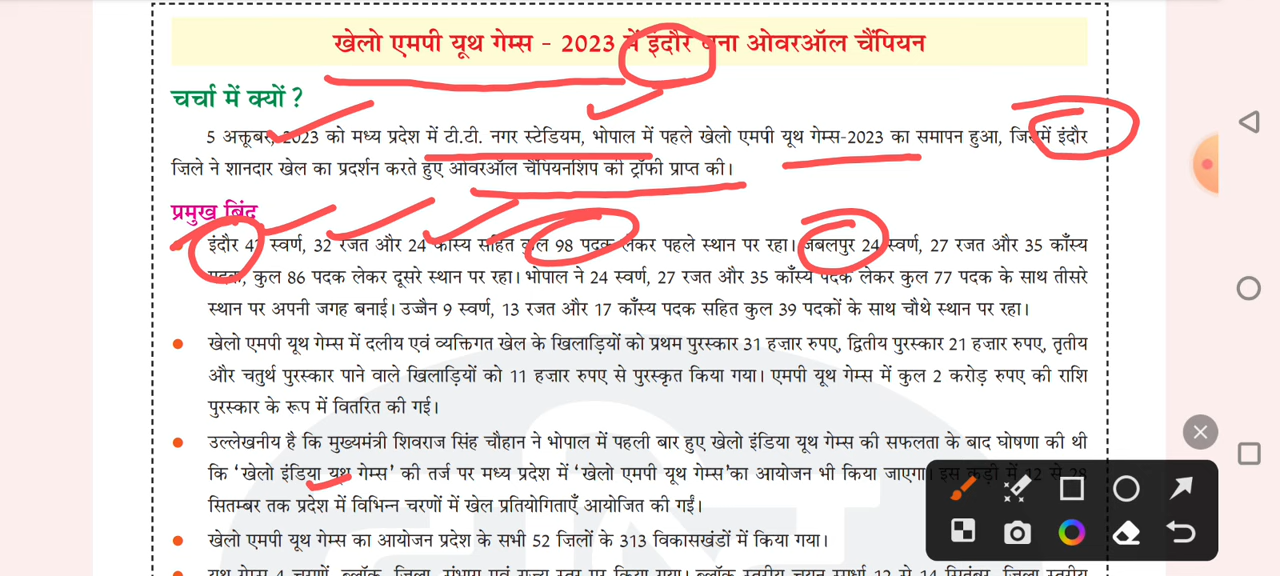 खेलो एमपी यूथ गेम्स - 2023 में इंदौर बना ओवरऑल चैंपियन
चर्चा में क्यों ?
5 अक्तूबर, 2023 को मध्य प्रदेश में टी.टी. नगर स्टेडियम, भोपाल में पहले खेलो एमपी यूथ गेम्स-2023 का समापन हुआ, जिसमें इंदौर
जिले ने शानदार खेल का प्रदर्शन करते हुए ओवरऑल चैंपियनशिप की ट्रॉफी प्राप्त की।
प्रमुख बिंदु
इंदौर स्वर्ण, 32 रजत और 24 कांस्य सहित कुल 98 पदक लेकर पहले स्थान पर रहा। जबलपुर 24 स्वर्ण, 27 रजत और 35 काँस्य
पदक, कुल 86 पदक लेकर दूसरे स्थान पर रहा। भोपाल ने 24 स्वर्ण, 27 रजत और 35 काँस्य पदक लेकर कुल 77 पदक के साथ तीसरे
स्थान पर अपनी जगह बनाई। उज्जैन 9 स्वर्ण, 13 रजत और 17 काँस्य पदक सहित कुल 39 पदकों के साथ चौथे स्थान पर रहा।
खेलो एमपी यूथ गेम्स में दलीय एवं व्यक्तिगत खेल के खिलाड़ियों को प्रथम पुरस्कार 31 हज़ार रुपए, द्वितीय पुरस्कार 21 हज़ार रुपए, तृतीय
और चतुर्थ पुरस्कार पाने वाले खिलाड़ियों को 11 हज़ार रुपए से पुरस्कृत किया गया। एमपी यूथ गेम्स में कुल 2 करोड़ रुपए की राशि
पुरस्कार के रूप में वितरित की गई।
उल्लेखनीय है कि मुख्यमंत्री शिवराज सिंह चौहान ने भोपाल में पहली बार हुए खेलो इंडिया यूथ गेम्स की सफलता के बाद घोषणा की थी
कि ‘खेलो इंडिया यूथ गेम्स’ की तर्ज पर मध्य प्रदेश में ‘खेलो एमपी यूथ गेम्स’का आयोजन भी किया जाएगा। इस कड़ी में 12 से 28
सितम्बर तक प्रदेश में विभिन्न चरणों में खेल प्रतियोगिताएँ आयोजित की गईं।
खेलो एमपी यूथ गेम्स का आयोजन प्रदेश के सभी 52 जिलों के 313 विकासखंडों में किया गया।